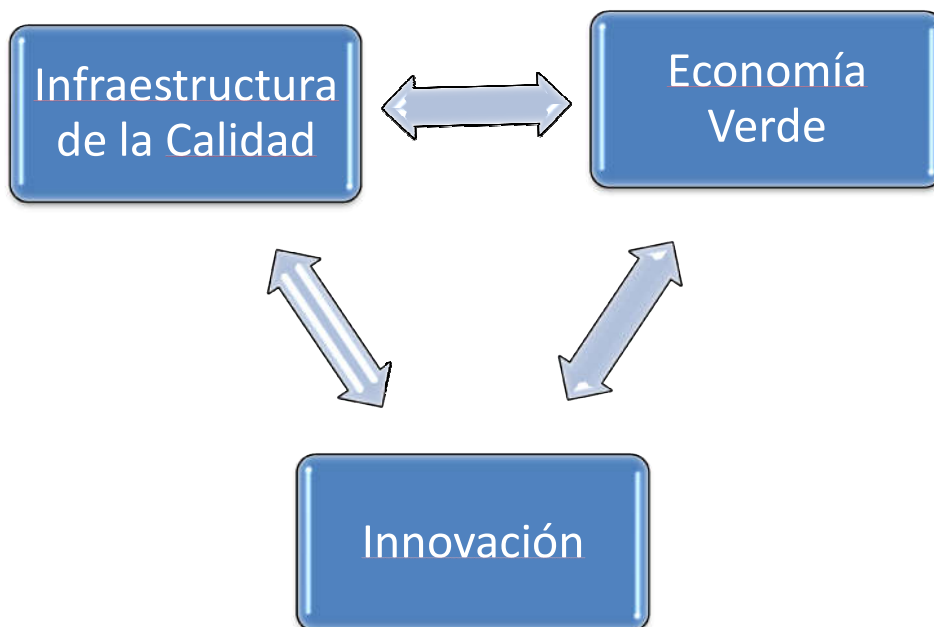 Infraestructura
de la Calidad
Economía
Verde
Innovación